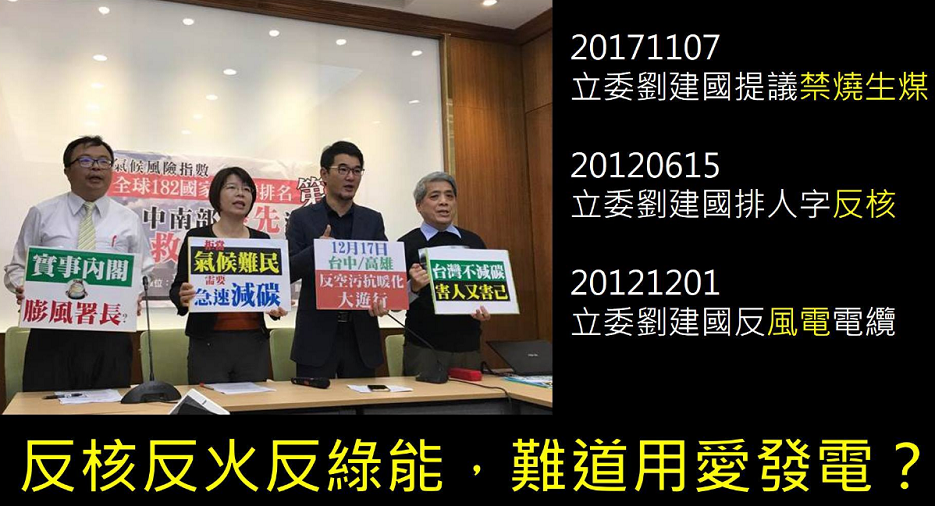 氣候風險指數
全球182國家
排名
第
中南部
先
救
實事內閣
膨風署長
拒當
氣候難民
需要
急速減碳
12月17日
台中/高雄
反空污抗暖化
大遊行
台灣不減碳
害人又害己
20171107
立委劉建國提議禁燒生煤
20120615
立委劉建國排人字反核
20121201
立委劉建國反風電電纜
反核反火反綠能，難道用愛發電？